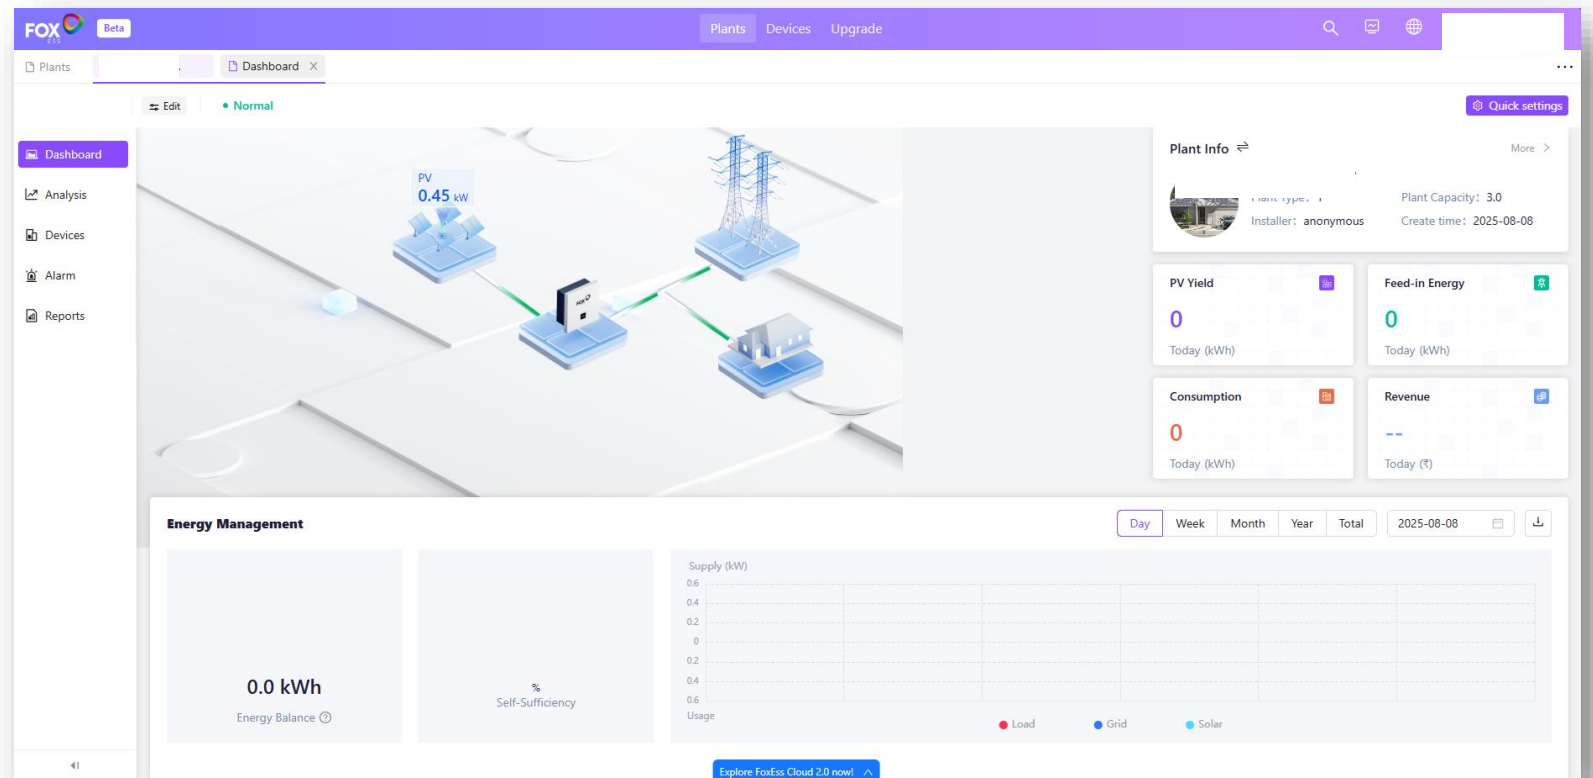 FOX ESS Beta Plants Devices Upgrade
Plants Dashboard
Edit Normal Quick settings
Dashboard
Analysis
Devices
Alarm
Reports
PV
0.45 kW
FOX
Plant Info More
Plant Type: Plant Capacity: 3.0
Installer: anonymous Create time: 2025-08-08
PV Yield Feed-in Energy
0 0
Today (kWh) Today (kWh)
Consumption Revenue
0 --
Today (kWh) Today (₹)
Energy Management Day Week Month Year Total 2025-08-08
0.0 kWh
Energy Balance
%
Self-Sufficiency
Supply (kW)
0.6
0.4
0.2
0
0.2
0.4
0.6
Usage
Load Grid Solar
Explore FoxEss Cloud 2.0 now!